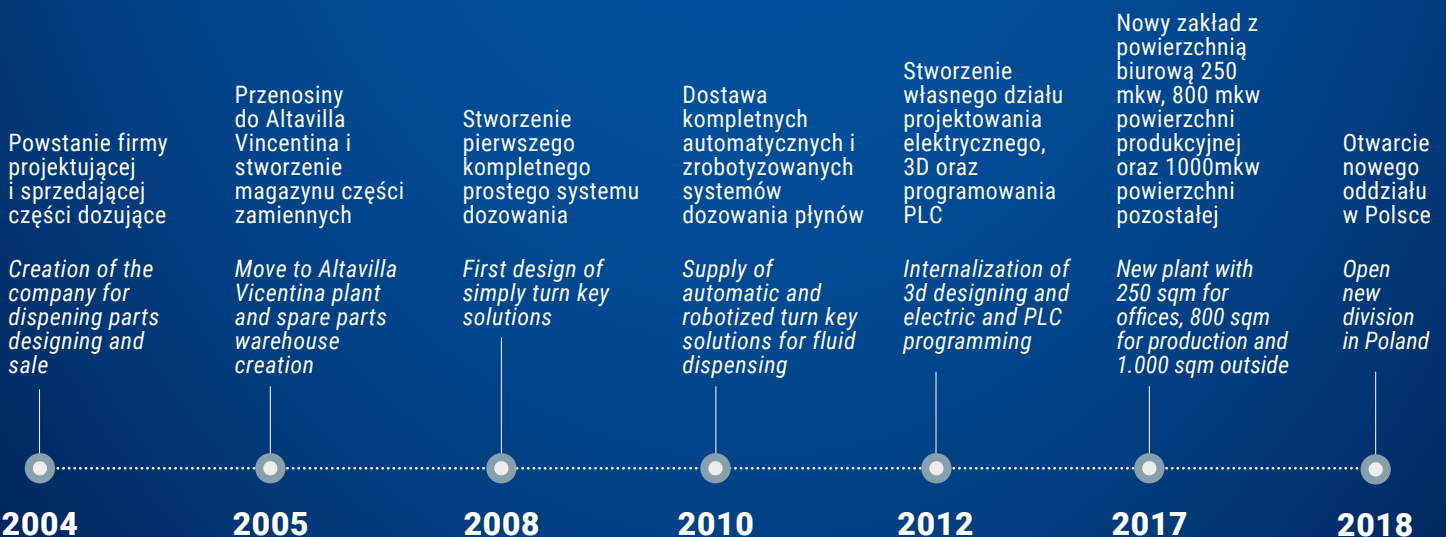 Powstanie firmy
projektującej
i sprzedającej
części dozujące
Creation of the
company for
dispening parts
designing and
sale
2004
Przenosiny
do Altavilla
Vincentina i
stworzenie
magazynu części
zamiennych
Move to Altavilla
Vicentina plant
and spare parts
warehouse
creation
2005
Stworzenie
pierwszego
kompletnego
prostego systemu
dozowania
First design of
simply turn key
solutions
2008
Dostawa
kompletnych
automatycznych i
zrobotyzowanych
systemów
dozowania płynów
Supply of
automatic and
robotized turn key
solutions for fluid
dispensing
2010
Stworzenie
własnego działu
projektowania
elektrycznego,
3D oraz
programowania
PLC
Internalization of
3d designing and
electric and PLC
programming
2012
Nowy zakład z
powierzchnią
biurową 250
mkw, 800 mkw
powierzchni
produkcyjnej
oraz 1000mkw
powierzchni
pozostałej
New plant with
250 sqm for
offices, 800 sqm
for production and
1.000 sqm outside
2017
Otwarcie
nowego
oddziału
w Polsce
Open
new
division
in Poland
2018